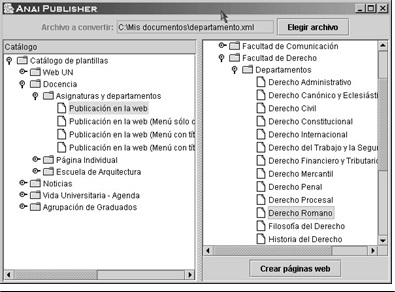 Anai Publisher
Archivo a convertir: C:\Mis documentos\departamento.xml Elegir archivo
Catálogo
Catálogo de plantillas
Web UN
Docencia
Asignaturas y departamentos
Publicación en la web
Publicación en la web (Menú sólo c
Publicación en la web (Menú con tít
Publicación en la web (Menú con tít
Página Individual
Escuela de Arquitectura
Noticias
Vida Universitaria - Agenda
Agrupación de Graduados
Facultad de Comunicación
Facultad de Derecho
Departamentos
Derecho Administrativo
Derecho Canónico y Eclesiást
Derecho Civil
Derecho Constitucional
Derecho Internacional
Derecho del Trabajo y la Segur
Derecho Financiero y Tributario
Derecho Mercantil
Derecho Penal
Derecho Procesal
Derecho Romano
Filosofía del Derecho
Historia del Derecho
Crear páginas web